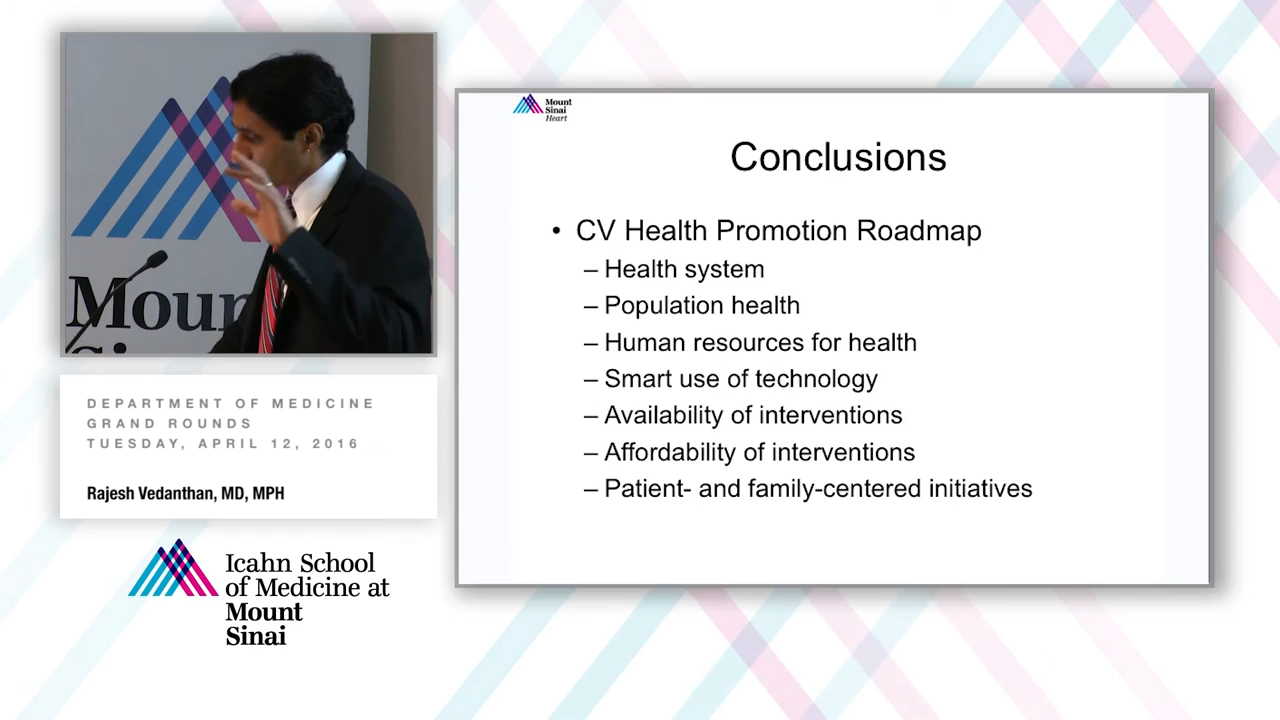 Mount
Sinai
DEPARTMENT OF MEDICINE
GRAND ROUNDS
TUESDAY, APRIL 12, 2016
Rajesh Vedanthan, MD, MPH
Icahn School
of Medicine at
Mount
Sinai
Mount
Sinai
Heart
Conclusions
• CV Health Promotion Roadmap
– Health system
– Population health
– Human resources for health
– Smart use of technology
– Availability of interventions
– Affordability of interventions
– Patient- and family-centered initiatives